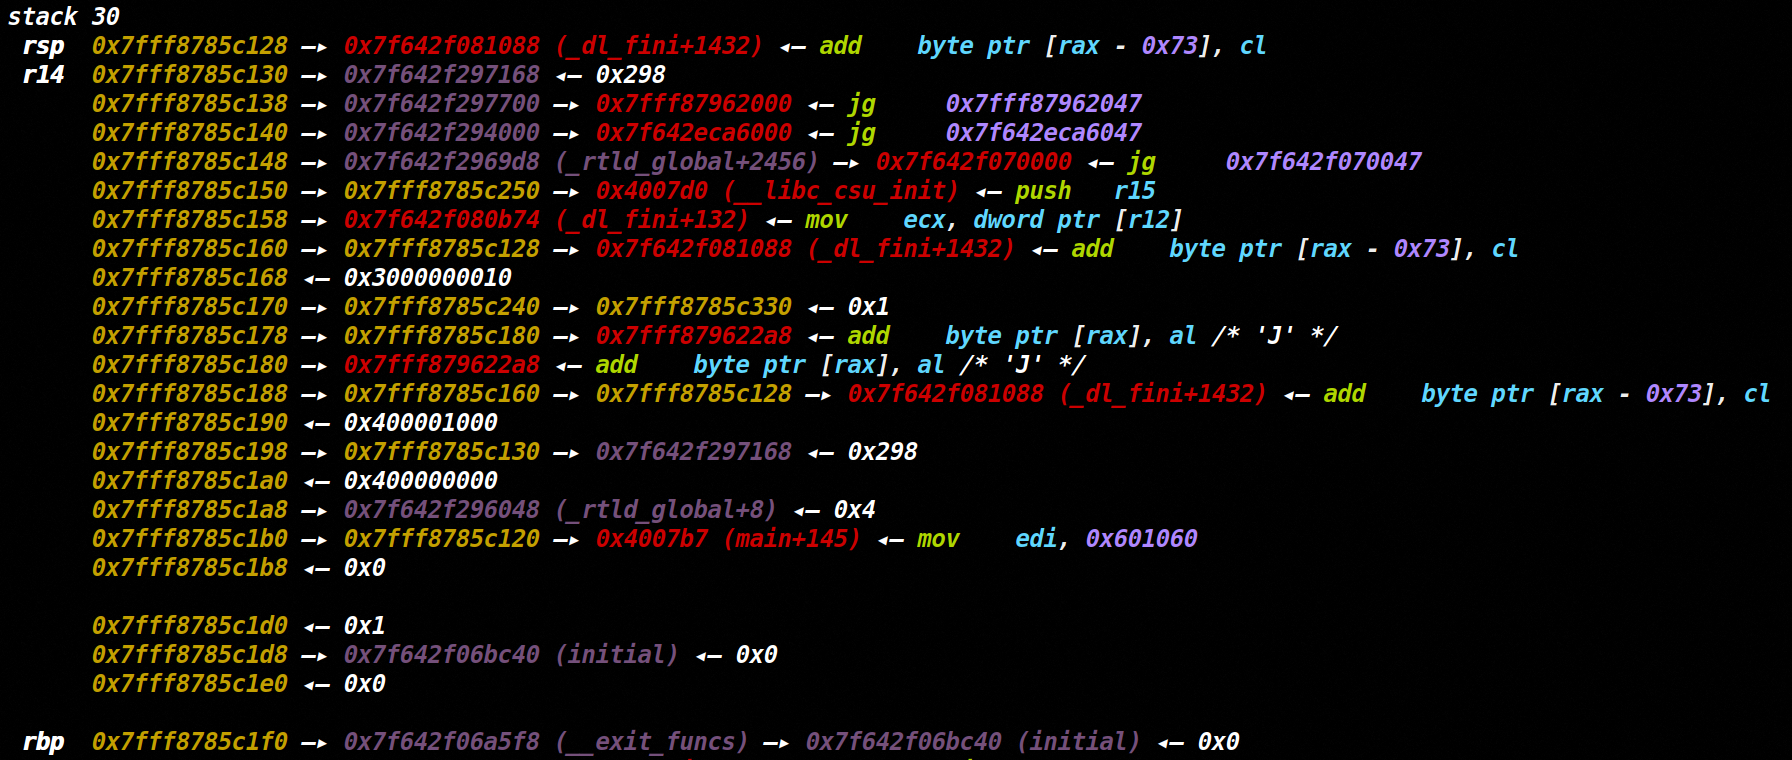 stack 30
rsp 0x7fff8785c128 —▸ 0x7f642f081088 (_dl_fini+1432) ◂— add    byte ptr [rax - 0x73], cl
r14 0x7fff8785c130 —▸ 0x7f642f297168 ◂— 0x298
0x7fff8785c138 —▸ 0x7f642f297700 —▸ 0x7fff87962000 ◂— jg     0x7fff87962047
0x7fff8785c140 —▸ 0x7f642f294000 —▸ 0x7f642eca6000 ◂— jg     0x7f642eca6047
0x7fff8785c148 —▸ 0x7f642f2969d8 (_rtld_global+2456) —▸ 0x7f642f070000 ◂— jg     0x7f642f070047
0x7fff8785c150 —▸ 0x7fff8785c250 —▸ 0x4007d0 (__libc_csu_init) ◂— push   r15
0x7fff8785c158 —▸ 0x7f642f080b74 (_dl_fini+132) ◂— mov    ecx, dword ptr [r12]
0x7fff8785c160 —▸ 0x7fff8785c128 —▸ 0x7f642f081088 (_dl_fini+1432) ◂— add    byte ptr [rax - 0x73], cl
0x7fff8785c168 ◂— 0x3000000010
0x7fff8785c170 —▸ 0x7fff8785c240 —▸ 0x7fff8785c330 ◂— 0x1
0x7fff8785c178 —▸ 0x7fff8785c180 —▸ 0x7fff879622a8 ◂— add    byte ptr [rax], al /* 'J' */
0x7fff8785c180 —▸ 0x7fff879622a8 ◂— add    byte ptr [rax], al /* 'J' */
0x7fff8785c188 —▸ 0x7fff8785c160 —▸ 0x7fff8785c128 —▸ 0x7f642f081088 (_dl_fini+1432) ◂— add    byte ptr [rax - 0x73], cl
0x7fff8785c190 ◂— 0x400001000
0x7fff8785c198 —▸ 0x7fff8785c130 —▸ 0x7f642f297168 ◂— 0x298
0x7fff8785c1a0 ◂— 0x400000000
0x7fff8785c1a8 —▸ 0x7f642f296048 (_rtld_global+8) ◂— 0x4
0x7fff8785c1b0 —▸ 0x7fff8785c120 —▸ 0x4007b7 (main+145) ◂— mov    edi, 0x601060
0x7fff8785c1b8 ◂— 0x0
0x7fff8785c1d0 ◂— 0x1
0x7fff8785c1d8 —▸ 0x7f642f06bc40 (initial) ◂— 0x0
0x7fff8785c1e0 ◂— 0x0
rbp 0x7fff8785c1f0 —▸ 0x7f642f06a5f8 (__exit_funcs) —▸ 0x7f642f06bc40 (initial) ◂— 0x0